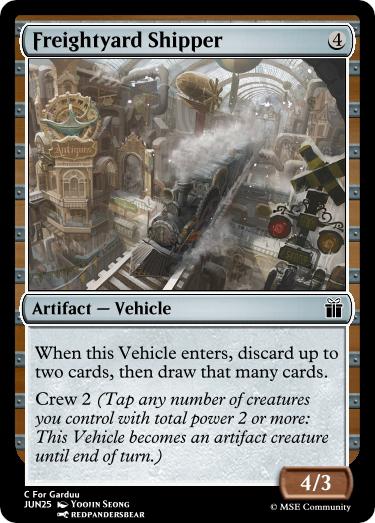 Freightyard Shipper 4
Antiques
Artifact — Vehicle
When this Vehicle enters, discard up to
two cards, then draw that many cards.
Crew 2 (Tap any number of creatures
you control with total power 2 or more:
This Vehicle becomes an artifact creature
until end of turn.)
4/3
C For Garduu
JUN25 Yoojin Seong
REDPANDERSBEAR
© MSE Community